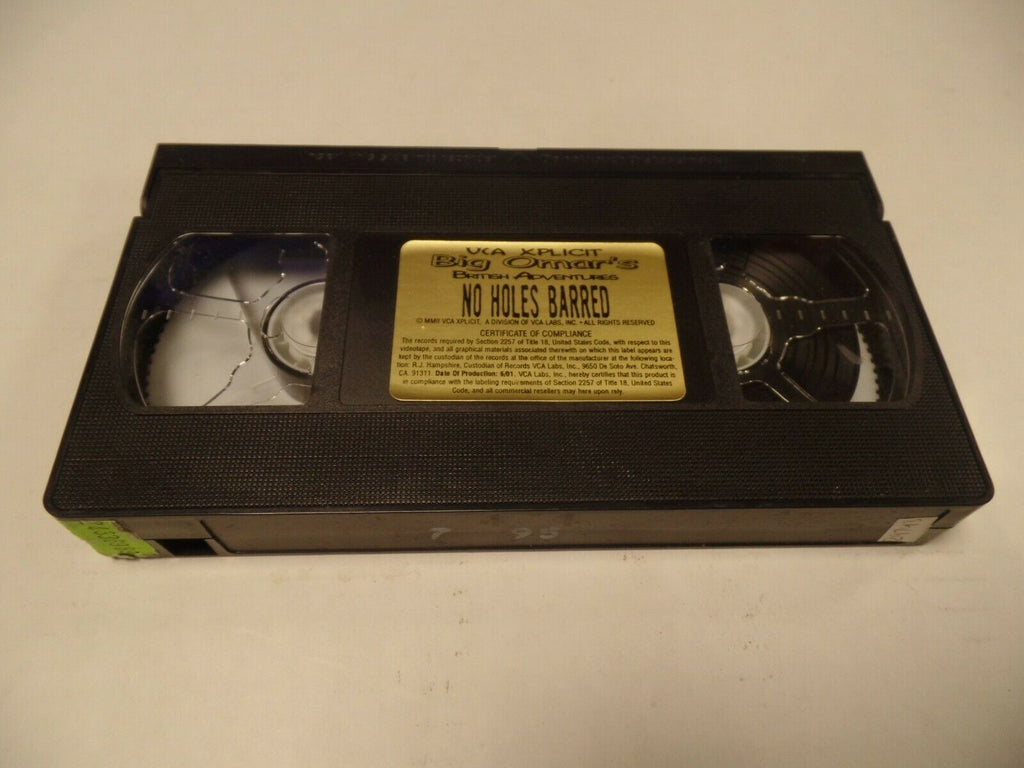 VCA XPLICIT
Big Omar's
BRITISH ADVENTURES
NO HOLES BARRED
© MMII VCA XPLICIT, A DIVISION OF VCA LABS, INC. • ALL RIGHTS RESERVED
CERTIFICATE OF COMPLIANCE
The records required by Section 2257 of Title 18, United States Code, with respect to this
videotape, and all graphical materials associated therewith on which this label appears are
kept by the custodian of the records at the office of the manufacturer at the following loca-
tion: R.J. Hampshire, Custodian of Records VCA Labs, Inc., 9650 De Soto Ave. Chatsworth,
CA. 91311. Date Of Production: 6/01. VCA Labs, Inc., hereby certifies that this product is
in compliance with the labeling requirements of Section 2257 of Title 18, United States
Code, and all commercial resellers may here upon rely.